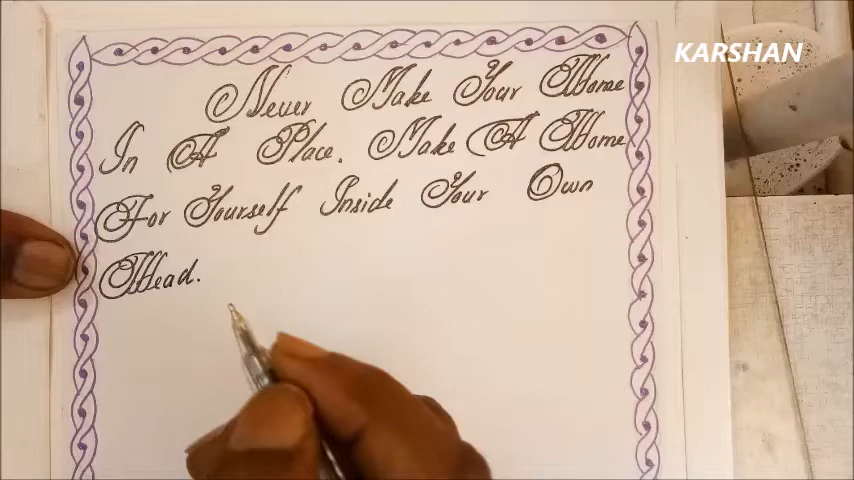 KARSHAN
Never Make Your Home
In A Place. Make A Home
For Yourself Inside Your Own
Head.